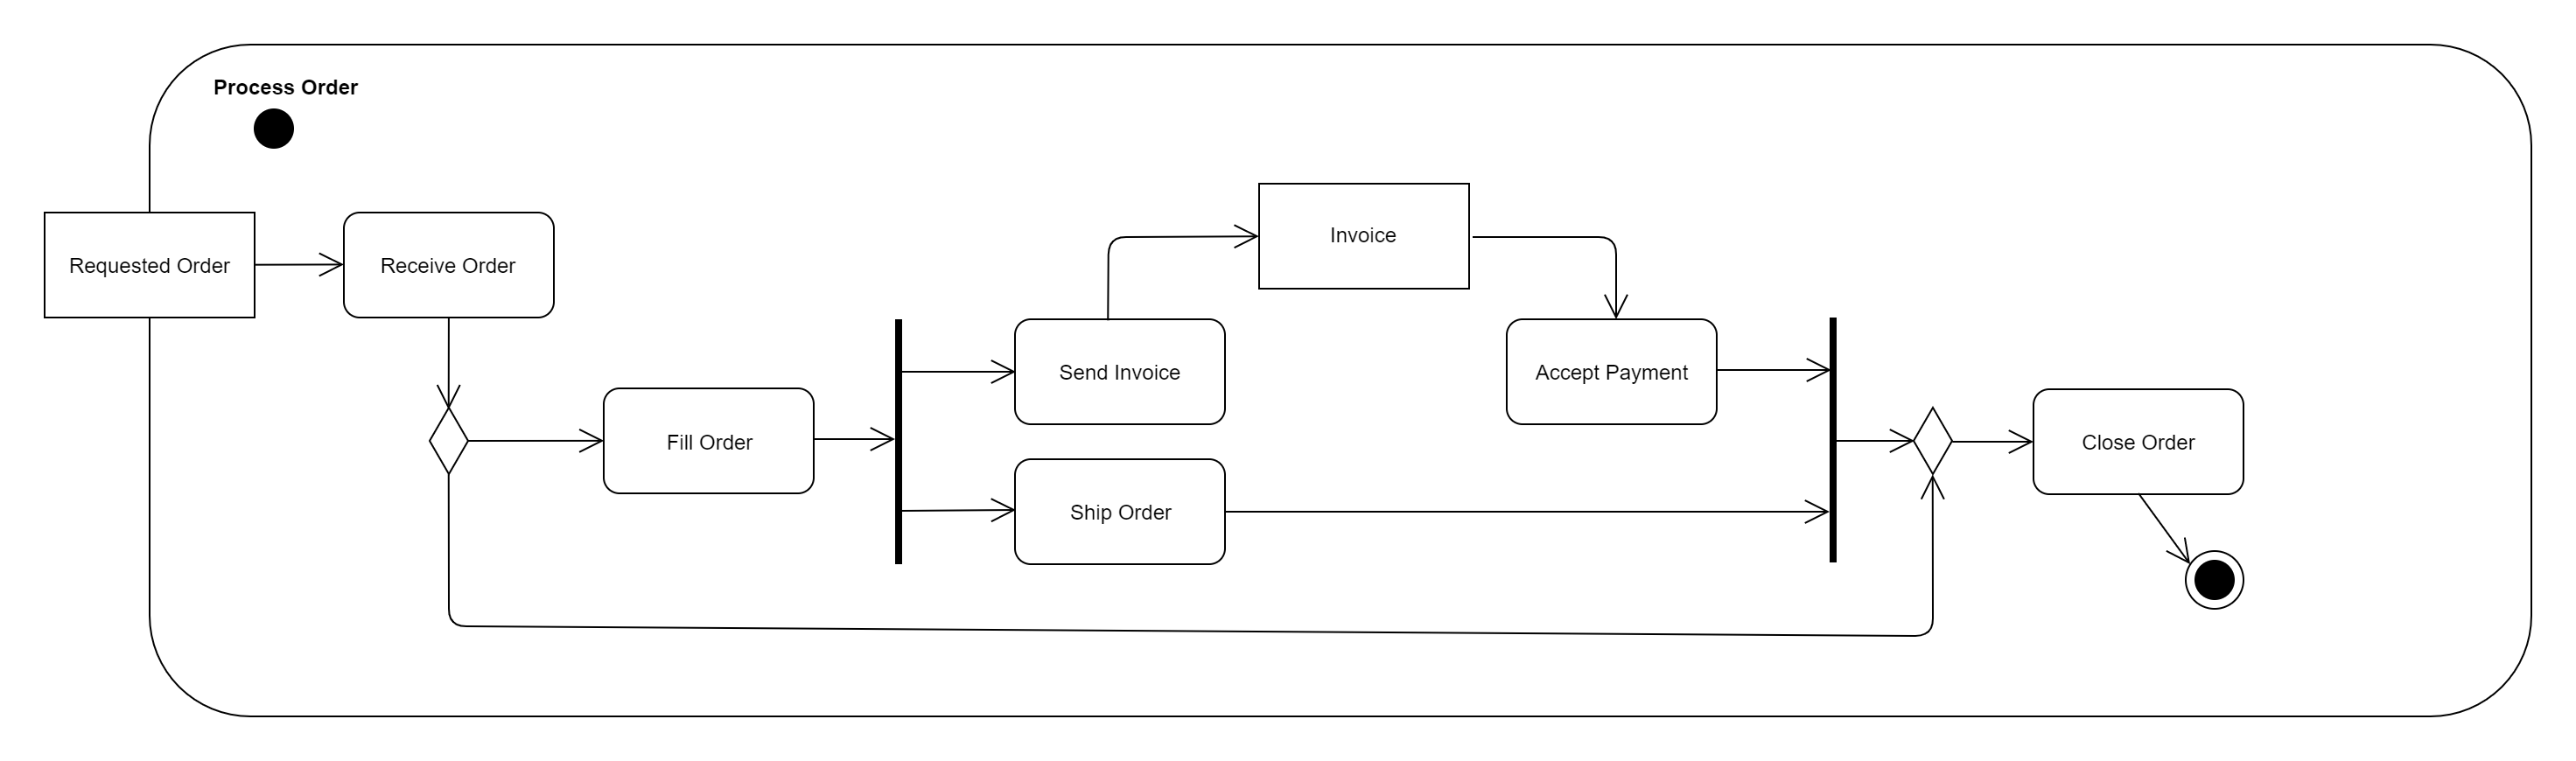 Process Order
Requested Order
Receive Order
Invoice
Send Invoice
Accept Payment
Fill Order
Close Order
Ship Order